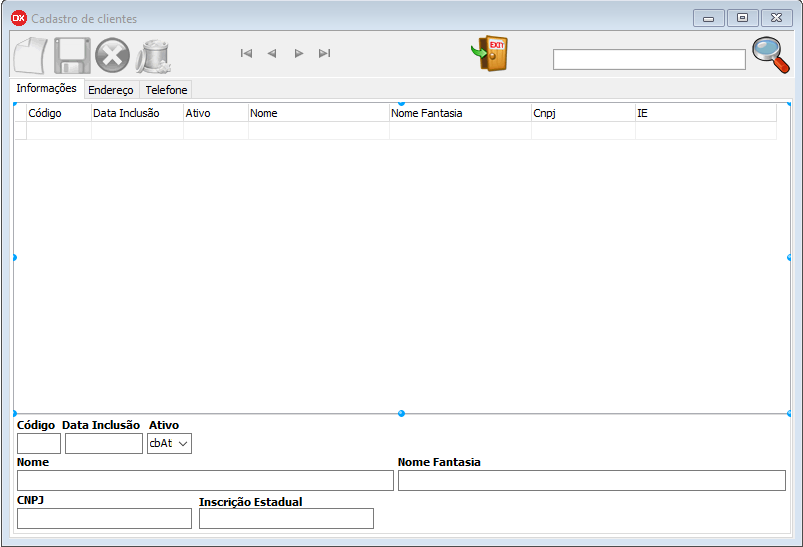 DX Cadastro de clientes
EXIT
Informações Endereço Telefone
Código Data Inclusão Ativo Nome Nome Fantasia Cnpj IE
Código Data Inclusão Ativo
cbAt
Nome Nome Fantasia
CNPJ Inscrição Estadual